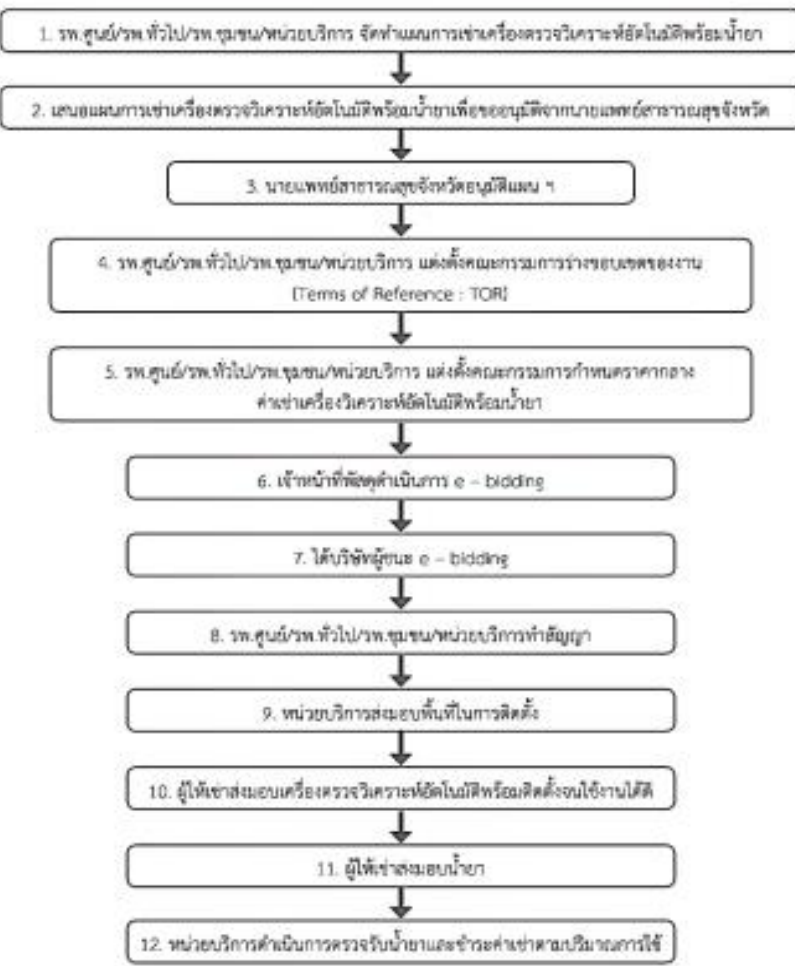 1. รพ.ศูนย์/รพ.ทั่วไป/รพ.ชุมชน/หน่วยบริการ จัดทำแผนการเช่าเครื่องตรวจวิเคราะห์อัตโนมัติพร้อมน้ำยา
2. เสนอแผนการเช่าเครื่องตรวจวิเคราะห์อัตโนมัติพร้อมน้ำยาเพื่อขออนุมัติจากนายแพทย์สาธารณสุขจังหวัด
3. นายแพทย์สาธารณสุขจังหวัดอนุมัติแผน ฯ
4. รพ.ศูนย์/รพ.ทั่วไป/รพ.ชุมชน/หน่วยบริการ แต่งตั้งคณะกรรมการร่างขอบเขตของงาน
(Terms of Reference : TOR)
5. รพ.ศูนย์/รพ.ทั่วไป/รพ.ชุมชน/หน่วยบริการ แต่งตั้งคณะกรรมการกำหนดราคากลาง
ค่าเช่าเครื่องวิเคราะห์อัตโนมัติพร้อมน้ำยา
6. เจ้าหน้าที่พัสดุดำเนินการ e – bidding
7. ได้บริษัทผู้ชนะ e – bidding
8. รพ.ศูนย์/รพ.ทั่วไป/รพ.ชุมชน/หน่วยบริการทำสัญญา
9. หน่วยบริการส่งมอบพื้นที่ในการติดตั้ง
10. ผู้ให้เช่าส่งมอบเครื่องตรวจวิเคราะห์อัตโนมัติพร้อมติดตั้งจนใช้งานได้ดี
11. ผู้ให้เช่าส่งมอบน้ำยา
12. หน่วยบริการดำเนินการตรวจรับน้ำยาและชำระค่าเช่าตามปริมาณการใช้